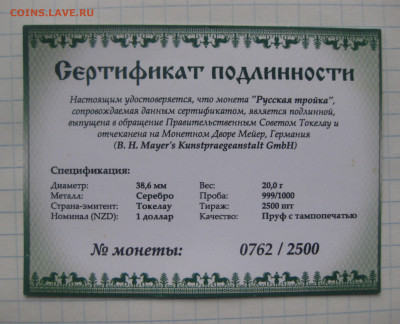 COINS.LAVE.RU
Сертификат подлинности
Настоящим удостоверяется, что монета "Русская тройка",
сопровождаемая данным сертификатом, является подлинной,
выпущена в обращение Правительственным Советом Токелау и
отчеканена на Монетном Дворе Мейер, Германия
(B. H. Mayer's Kunstpraegeanstalt GmbH)
Спецификация:
Диаметр: 38,6 мм Вес: 20,0 г
Металл: Серебро Проба: 999/1000
Страна-эмитент: Токелау Тираж: 2500 шт
Номинал (NZD): 1 доллар Качество: Пруф с тампопечатью
№ монеты: 0762 / 2500